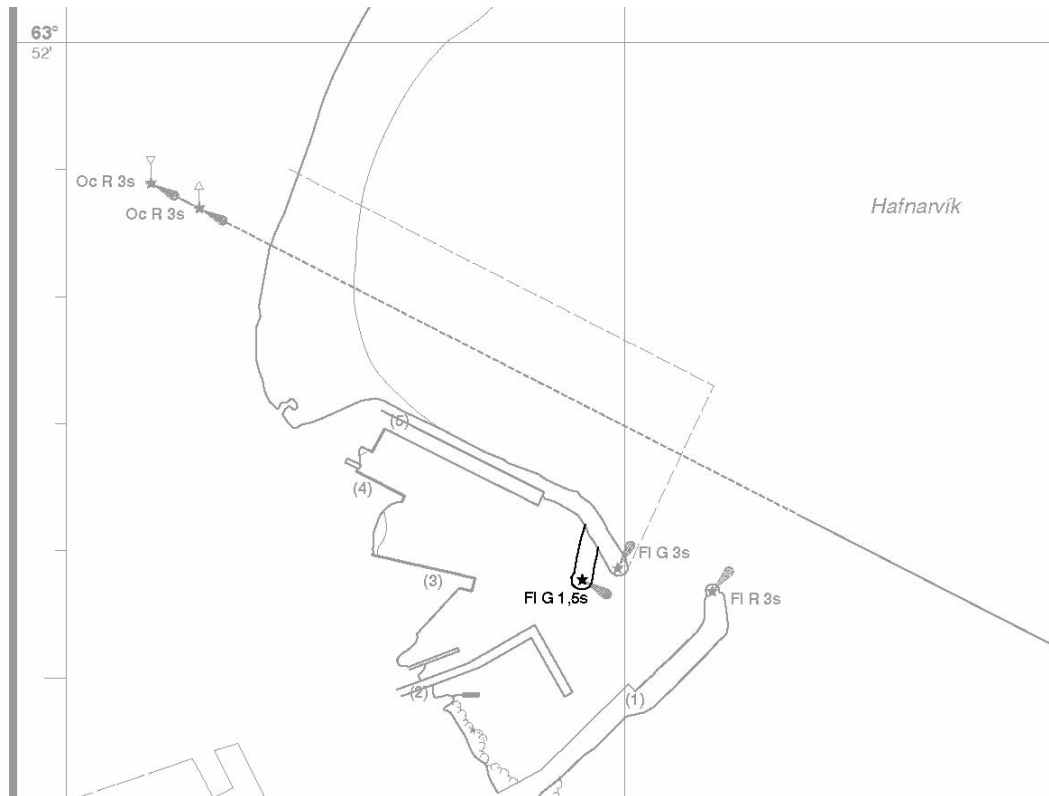 63°
52'
Oc R 3s
Oc R 3s
Hafnarvík
(5)
(4)
Fl G 3s
(3)
Fl G 1,5s
Fl R 3s
(2)
(1)